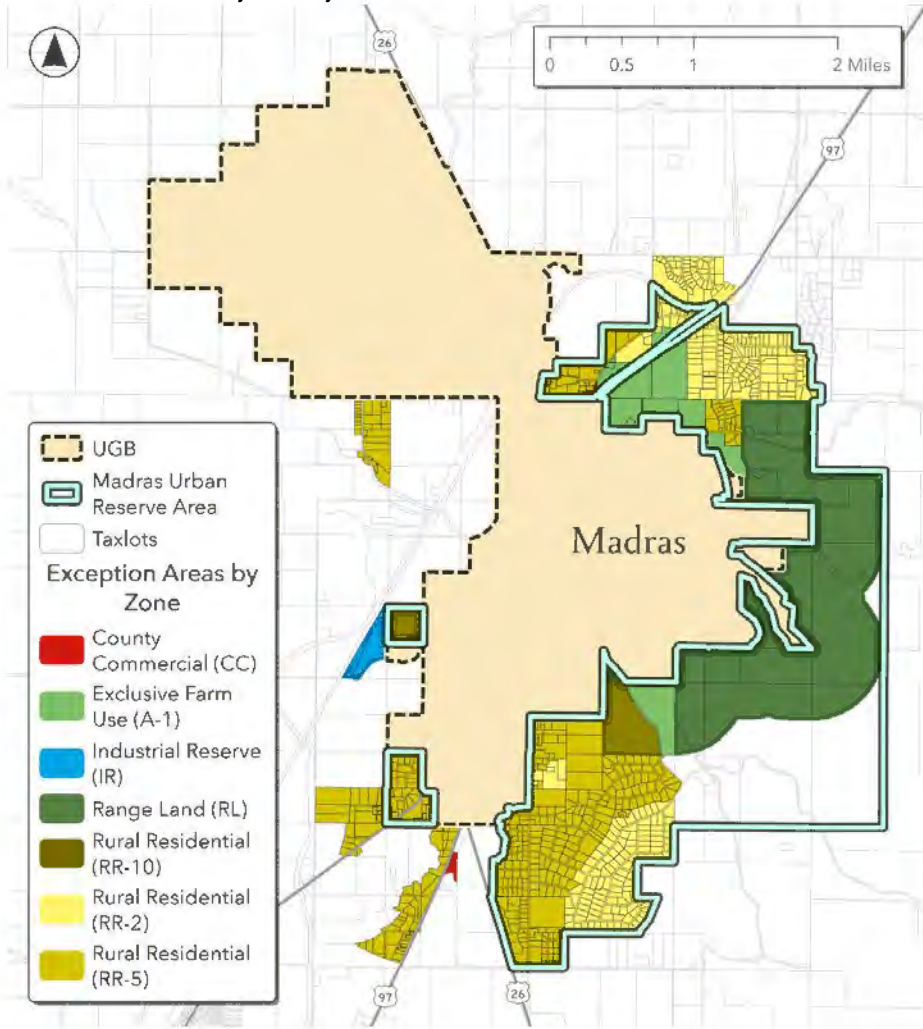 26
0 0.5 1 2 Miles
97
UGB
Madras Urban
Reserve Area
Taxlots
Exception Areas by
Zone
County
Commercial (CC)
Exclusive Farm
Use (A-1)
Industrial Reserve
(IR)
Range Land (RL)
Rural Residential
(RR-10)
Rural Residential
(RR-2)
Rural Residential
(RR-5)
Madras
97
26